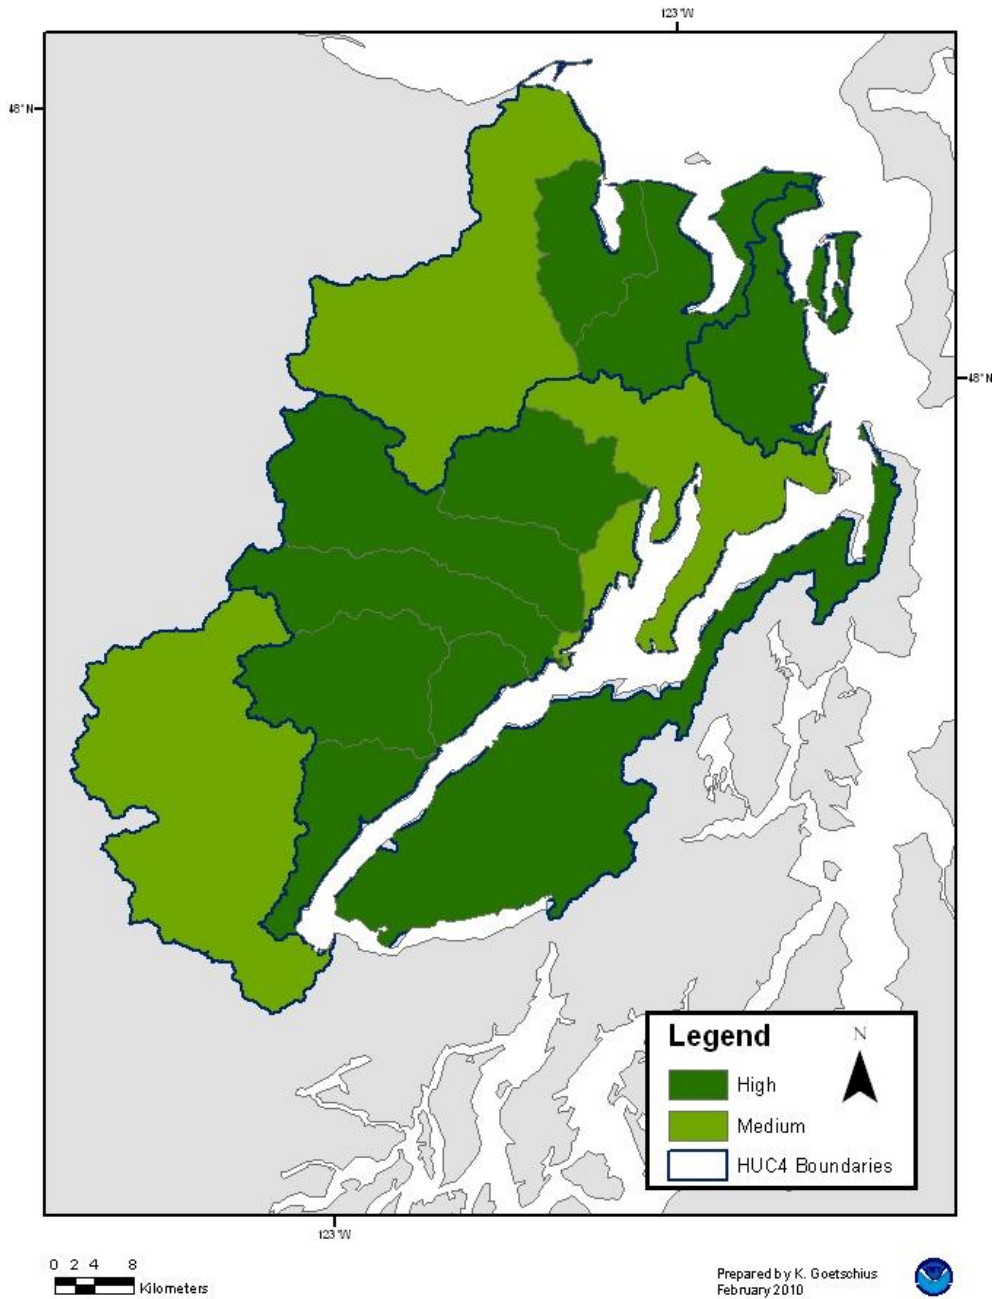 123°W
48°N
48°N
Legend
N
High
Medium
HUC4 Boundaries
123°W
0 2 4 8
Kilometers
Prepared by K. Goetschius
February 2010